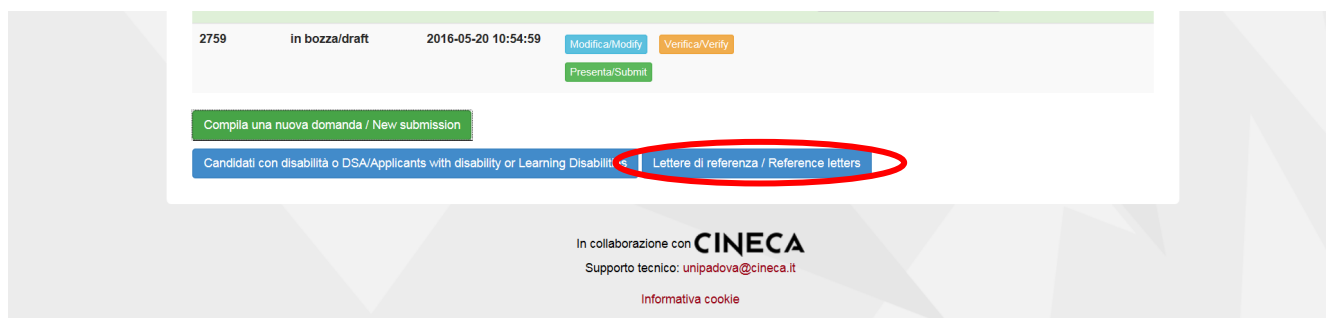 2759 in bozza/draft 2016-05-20 10:54:59 Modifica/Modify Verifica/Verify
Presenta/Submit
Compila una nuova domanda / New submission
Candidati con disabilità o DSA/Applicants with disability or Learning Disabilities Lettere di referenza / Reference letters
In collaborazione con CINECA
Supporto tecnico: unipadova@cineca.it
Informativa cookie